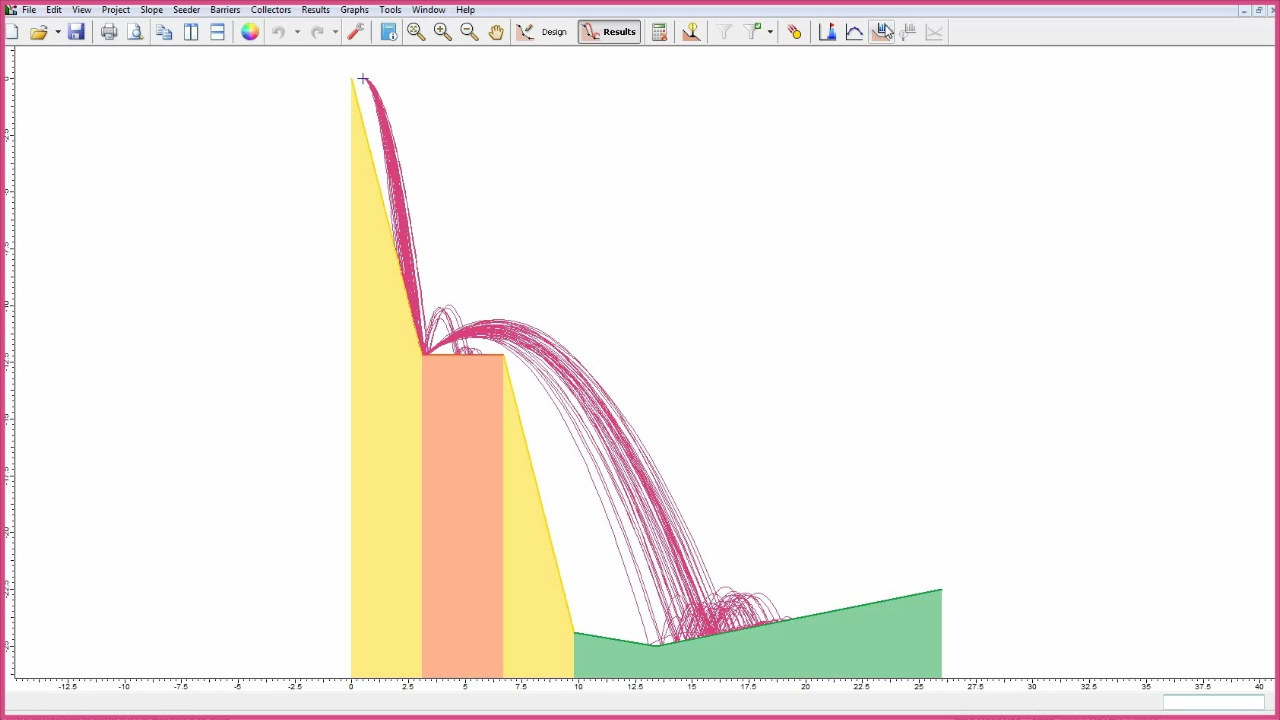 File Edit View Project Slope Seeder Barriers Collectors Results Graphs Tools Window Help
Design Results
0
-12.5 -10 -7.5 -5 -2.5 0 2.5 5 7.5 10 12.5 15 17.5 20 22.5 25 27.5 30 32.5 35 37.5 40